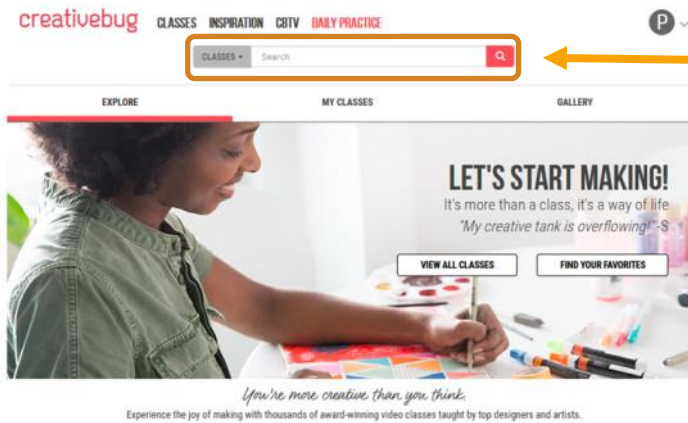 creativebug CLASSES INSPIRATION CBTV DAILY PRACTICE P
CLASSES Search
EXPLORE MY CLASSES GALLERY
LET'S START MAKING!
It's more than a class, it's a way of life
"My creative tank is overflowing!"-S
VIEW ALL CLASSES FIND YOUR FAVORITES
You're more creative than you think.
Experience the joy of making with thousands of award-winning video classes taught by top designers and artists.